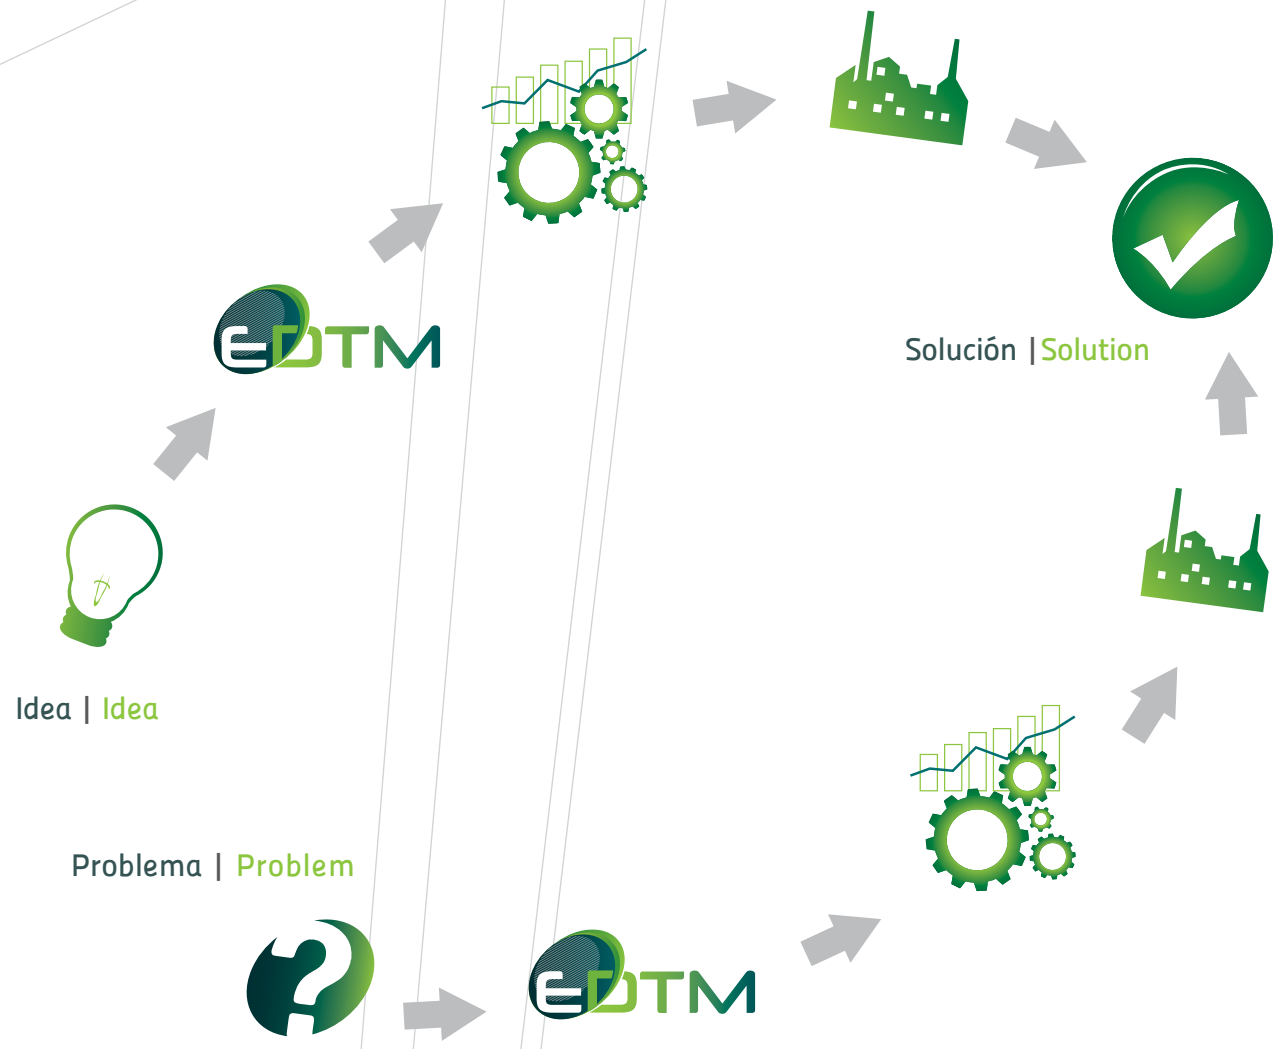 EDTM
Solución | Solution
Idea | Idea
Problema | Problem
EDTM